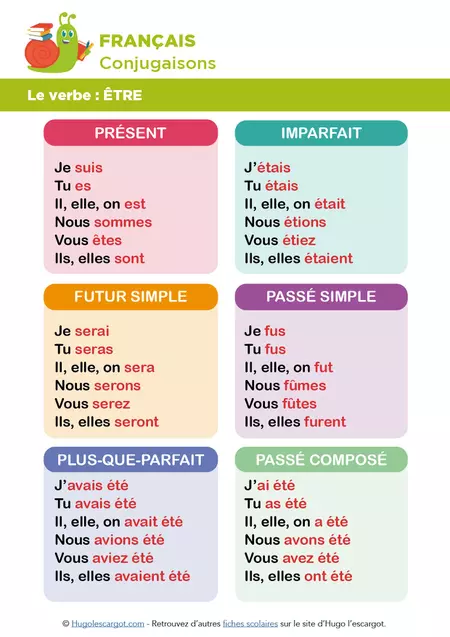 FRANÇAIS
Conjugaisons
Le verbe : ÊTRE
PRÉSENT
Je suis
Tu es
Il, elle, on est
Nous sommes
Vous êtes
Ils, elles sont
IMPARFAIT
J'étais
Tu étais
Il, elle, on était
Nous étions
Vous étiez
Ils, elles étaient
FUTUR SIMPLE
Je serai
Tu seras
Il, elle, on sera
Nous serons
Vous serez
Ils, elles seront
PASSÉ SIMPLE
Je fus
Tu fus
Il, elle, on fut
Nous fûmes
Vous fûtes
Ils, elles furent
PLUS-QUE-PARFAIT
J'avais été
Tu avais été
Il, elle, on avait été
Nous avions été
Vous aviez été
Ils, elles avaient été
PASSÉ COMPOSÉ
J'ai été
Tu as été
Il, elle, on a été
Nous avons été
Vous avez été
Ils, elles ont été
© Hugolescargot.com - Retrouvez d'autres fiches scolaires sur le site d'Hugo l'escargot.